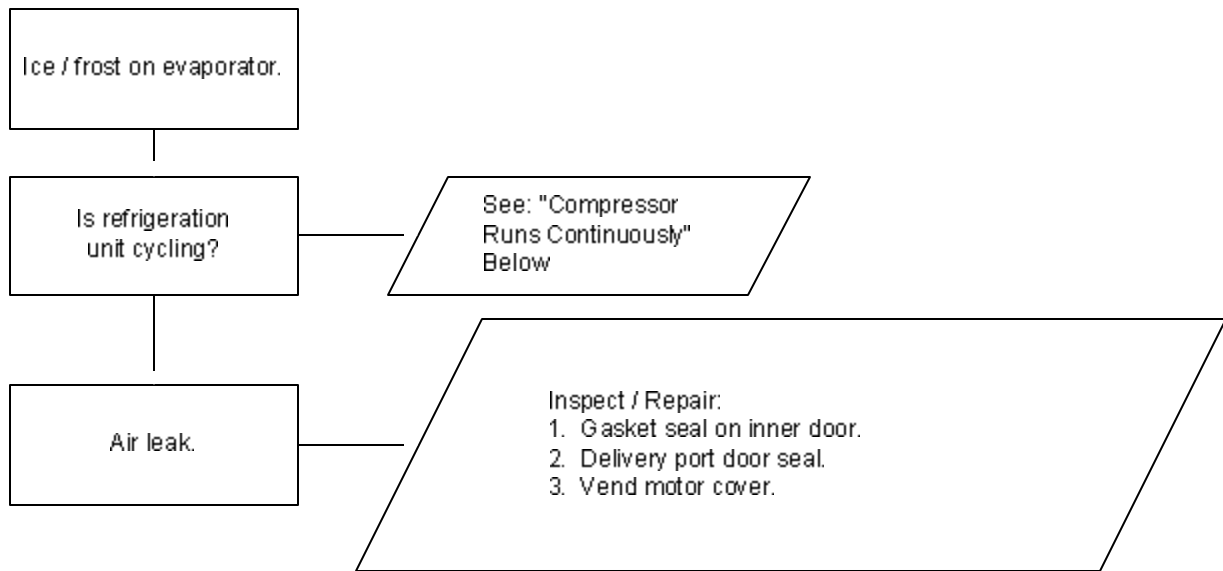 Ice / frost on evaporator.
Is refrigeration
unit cycling?
See: "Compressor
Runs Continuously"
Below
Air leak.
Inspect / Repair:
1. Gasket seal on inner door.
2. Delivery port door seal.
3. Vend motor cover.